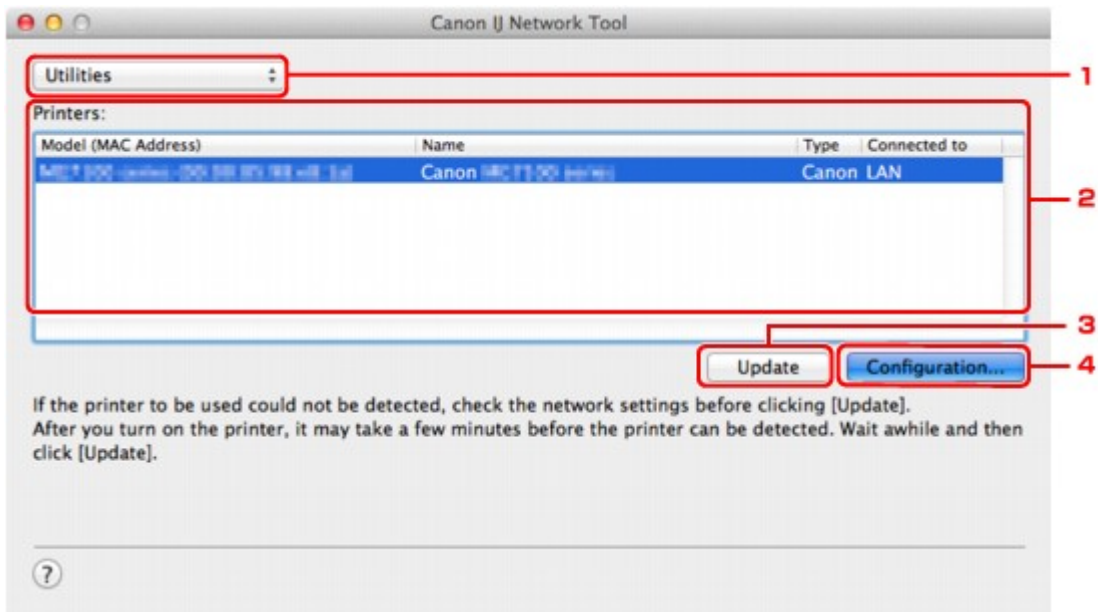 Canon IJ Network Tool
Utilities
1
Printers:
Model (MAC Address) Name Type Connected to
Canon Canon LAN
2
3
Update Configuration... 4
If the printer to be used could not be detected, check the network settings before clicking [Update].
After you turn on the printer, it may take a few minutes before the printer can be detected. Wait awhile and then
click [Update].
?